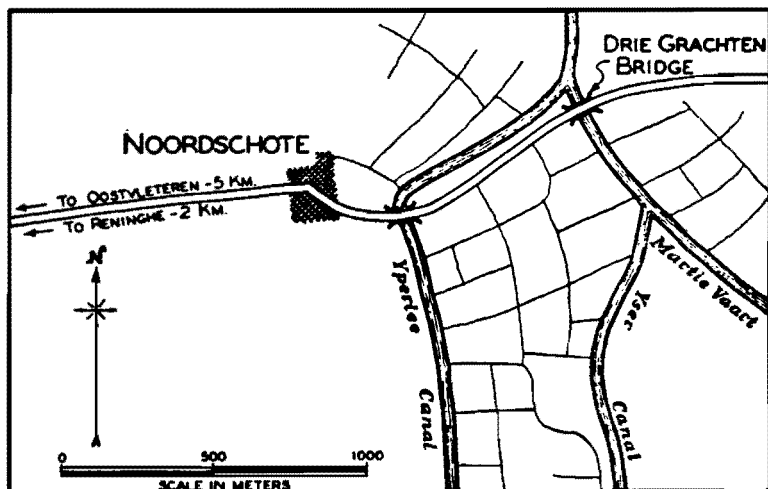 DRIE GRACHTEN
BRIDGE
NOORDSCHOTE
TO OOSTVLETEREN -5 KM.
TO RENINGHE -2 KM.
N
Yperlee
Canal
Yser
Canal
Martie Vaart
0 500 1000
SCALE IN METERS